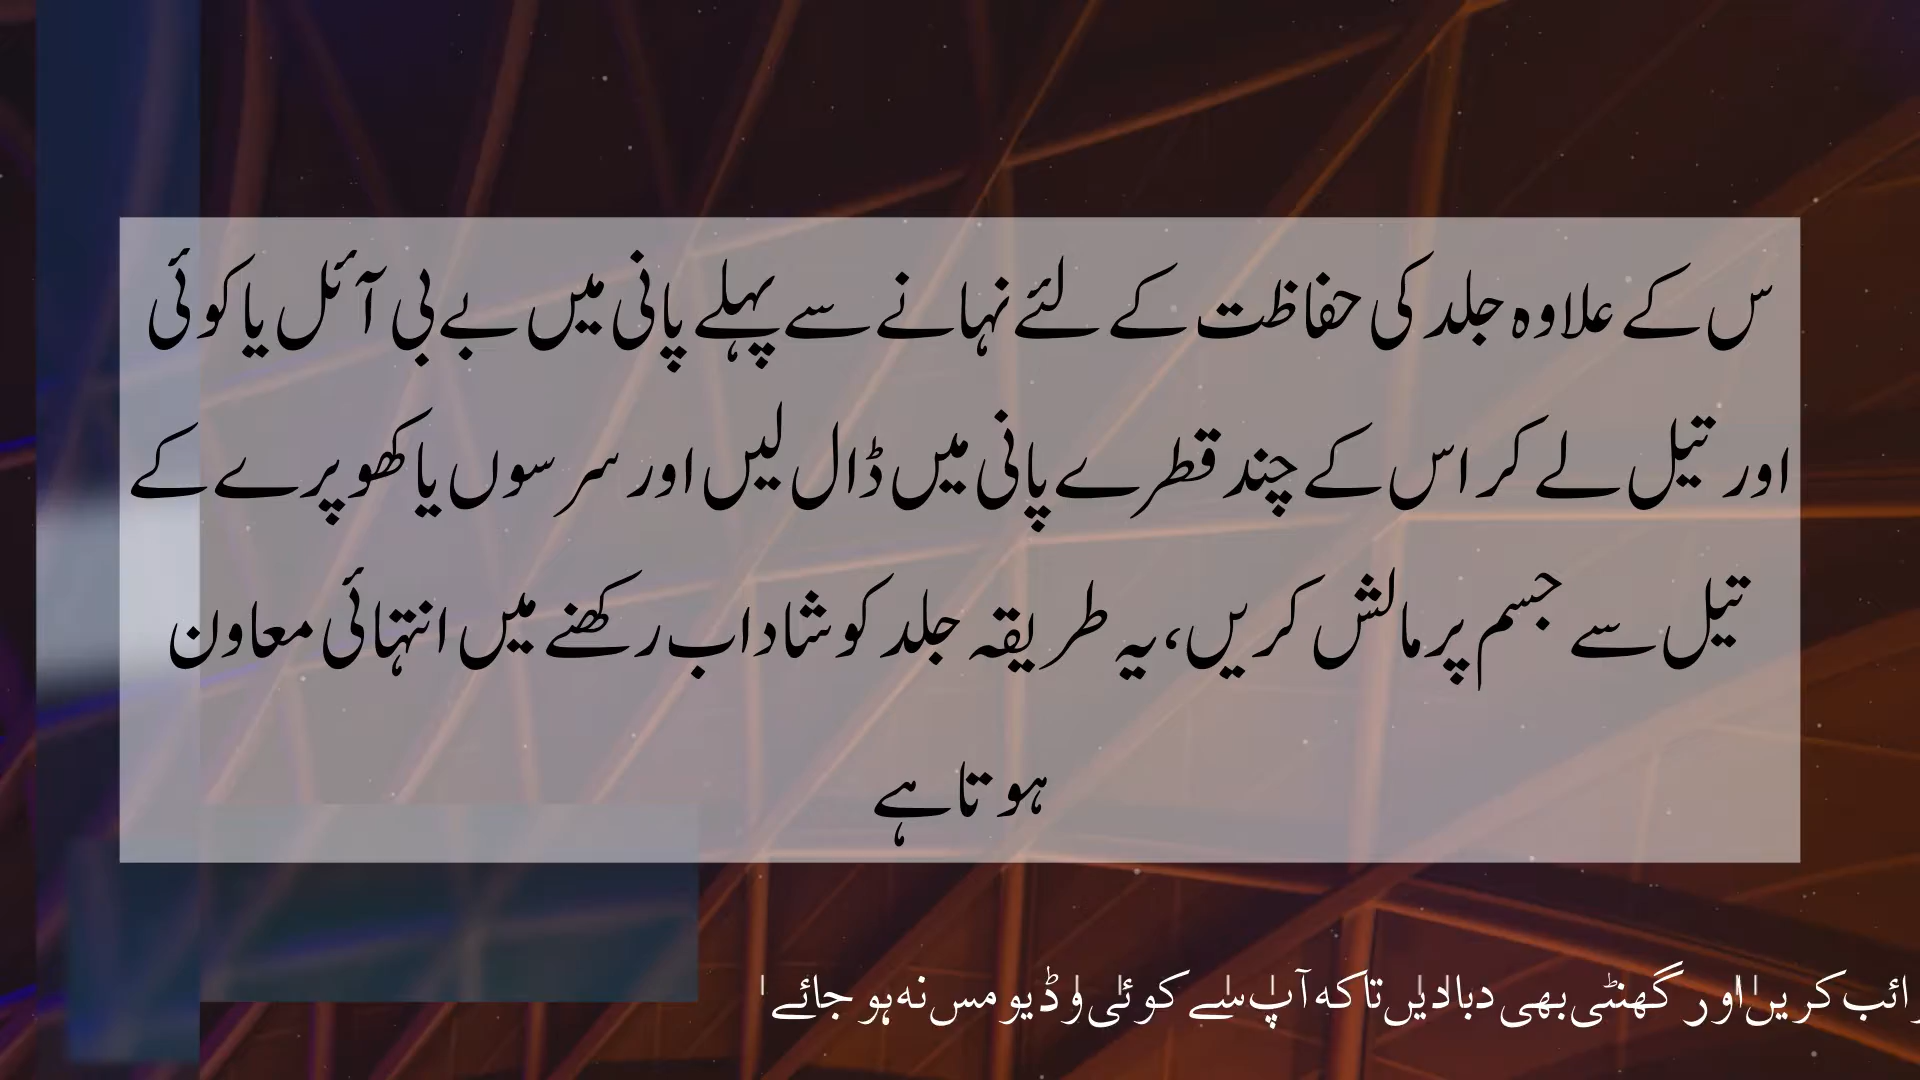 س کے علاوہ جلد کی حفاظت کے لئے نہانے سے پہلے پانی میں بے بی آئل یا کوئی
اور تیل لے کر اس کے چند قطرے پانی میں ڈال لیں اور سرسوں یا کھوپرے کے
تیل سے جسم پر مالش کریں، یہ طریقہ جلد کو شاداب رکھنے میں انتہائی معاون
ہوتا ہے
کریں اور گھنٹی بھی دبا دیں تاکہ آپ سے کوئی وڈیو مس نہ ہو جائے